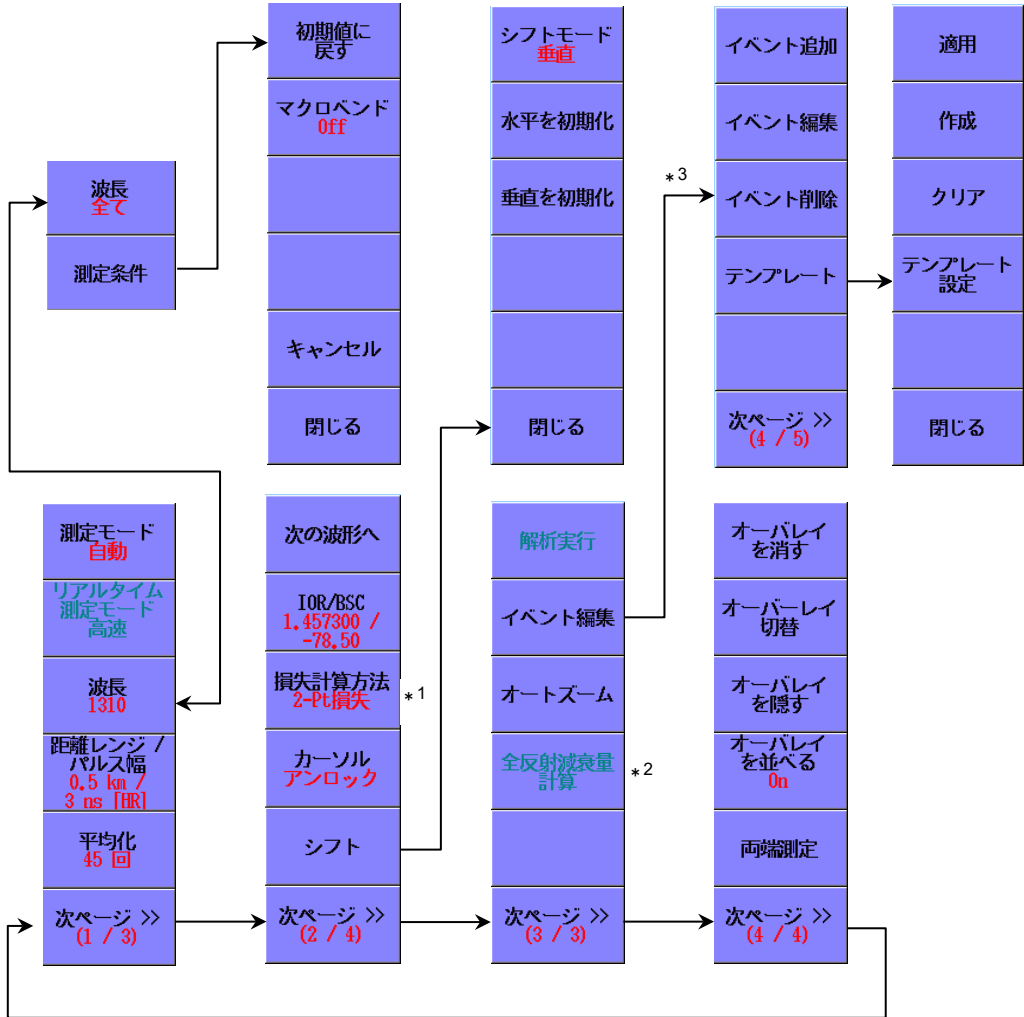 初期値に
戻す
マクロベンド
Off
キャンセル
閉じる
シフトモード
垂直
水平を初期化
垂直を初期化
閉じる
イベント追加
イベント編集
イベント削除
テンプレート
次ページ >>
(4 / 5)
適用
作成
クリア
テンプレート
設定
閉じる
波長
全て
測定条件
*3
測定モード
自動
リアルタイム
測定モード
高速
波長
1310
距離レンジ /
パルス幅
0.5 km /
3 ns [HR]
平均化
45 回
次ページ >>
(1 / 3)
次の波形へ
IOR/BSC
1.457300 /
-78.50
損失計算方法
2-Pt損失
*1
カーソル
アンロック
シフト
次ページ >>
(2 / 4)
解析実行
イベント編集
オートズーム
全反射減衰量
計算
*2
次ページ >>
(3 / 3)
オーバレイ
を消す
オーバーレイ
切替
オーバレイ
を隠す
オーバレイ
を並べる
On
両端測定
次ページ >>
(4 / 4)